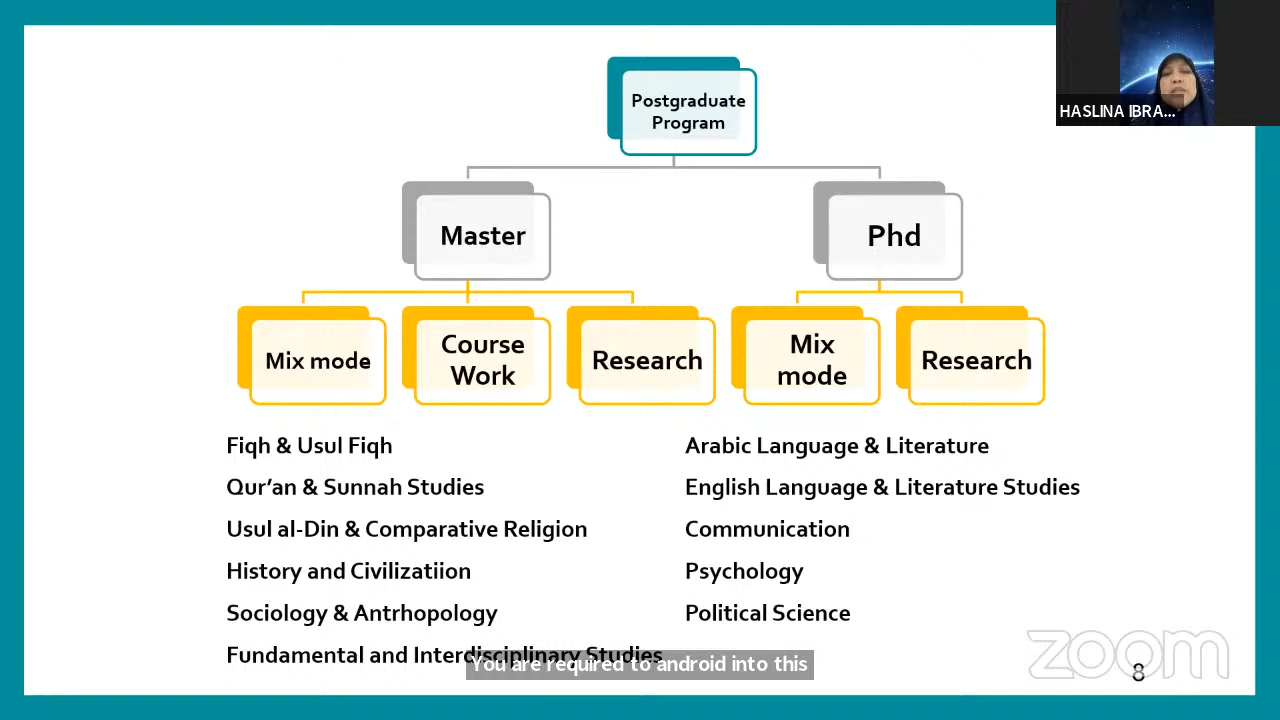 HASLINA IBRA...
Postgraduate
Program
Master
Phd
Mix mode
Course
Work
Research
Mix
mode
Research
Fiqh & Usul Fiqh
Qur'an & Sunnah Studies
Usul al-Din & Comparative Religion
History and Civilizatiion
Sociology & Antrhopology
Fundamental and Interdisciplinary Studies
Arabic Language & Literature
English Language & Literature Studies
Communication
Psychology
Political Science
You are required to android into this
zoom
8